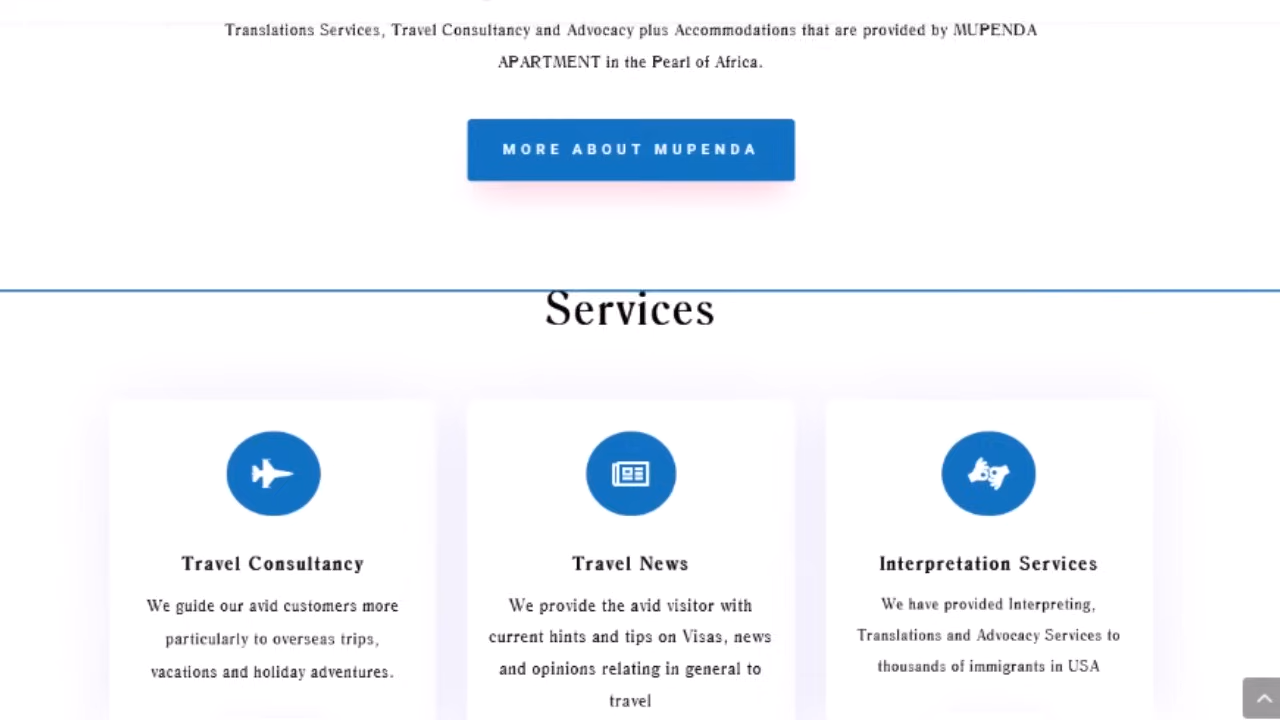 Translations Services, Travel Consultancy and Advocacy plus Accommodations that are provided by MUPENDA
APARTMENT in the Pearl of Africa.
MORE ABOUT MUPENDA
Services
Travel Consultancy
We guide our avid customers more
particularly to overseas trips,
vacations and holiday adventures.
Travel News
We provide the avid visitor with
current hints and tips on Visas, news
and opinions relating in general to
travel
Interpretation Services
We have provided Interpreting,
Translations and Advocacy Services to
thousands of immigrants in USA